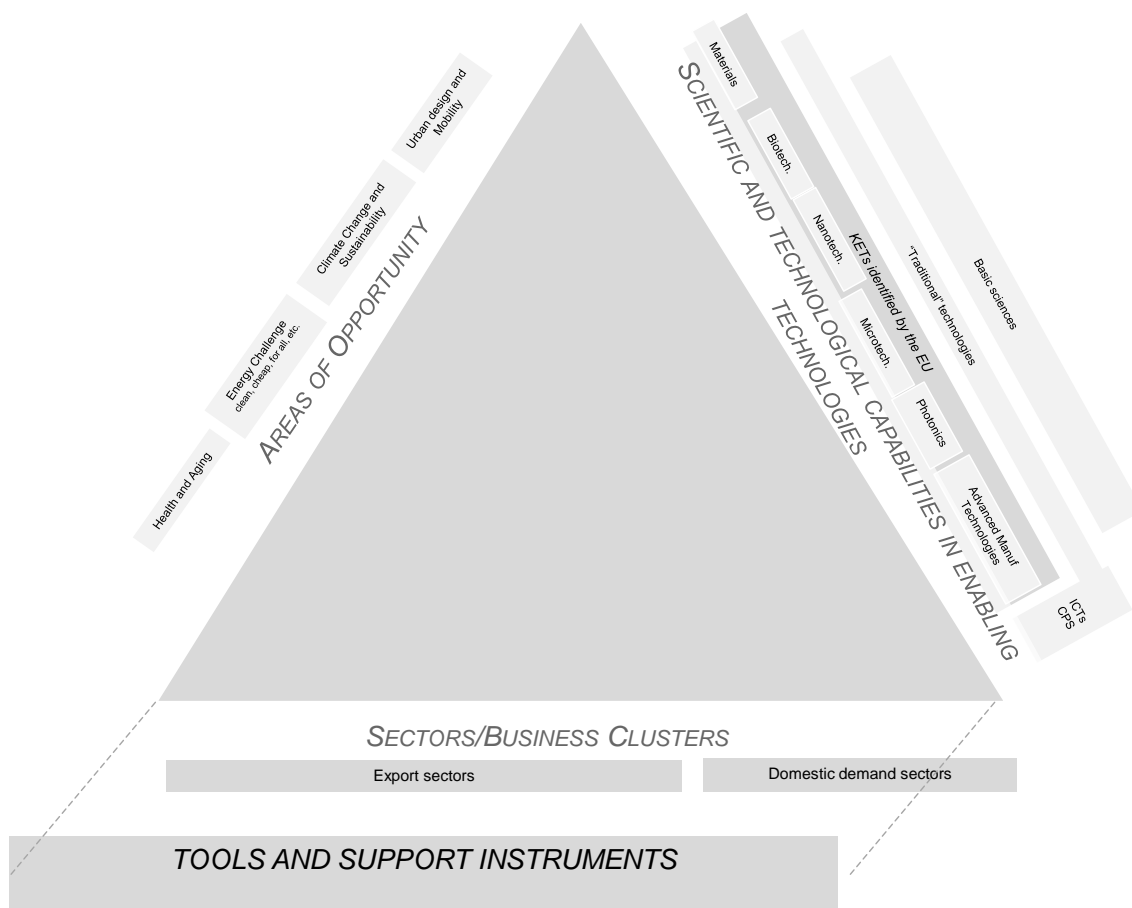 Urban design and
Mobility
Climate Change and
Sustainability
Energy Challenge
clean, cheap, for all, etc.
Health and Aging
AREAS OF OPPORTUNITY
SCIENTIFIC AND TECHNOLOGICAL CAPABILITIES IN ENABLING
TECHNOLOGIES
Materials
Biotech.
Nanotech.
Microtech.
Photonics
Advanced Manuf
Technologies
KETs identified by the EU
"Traditional" technologies
Basic sciences
ICTs
CPS
SECTORS/BUSINESS CLUSTERS
Export sectors
Domestic demand sectors
TOOLS AND SUPPORT INSTRUMENTS